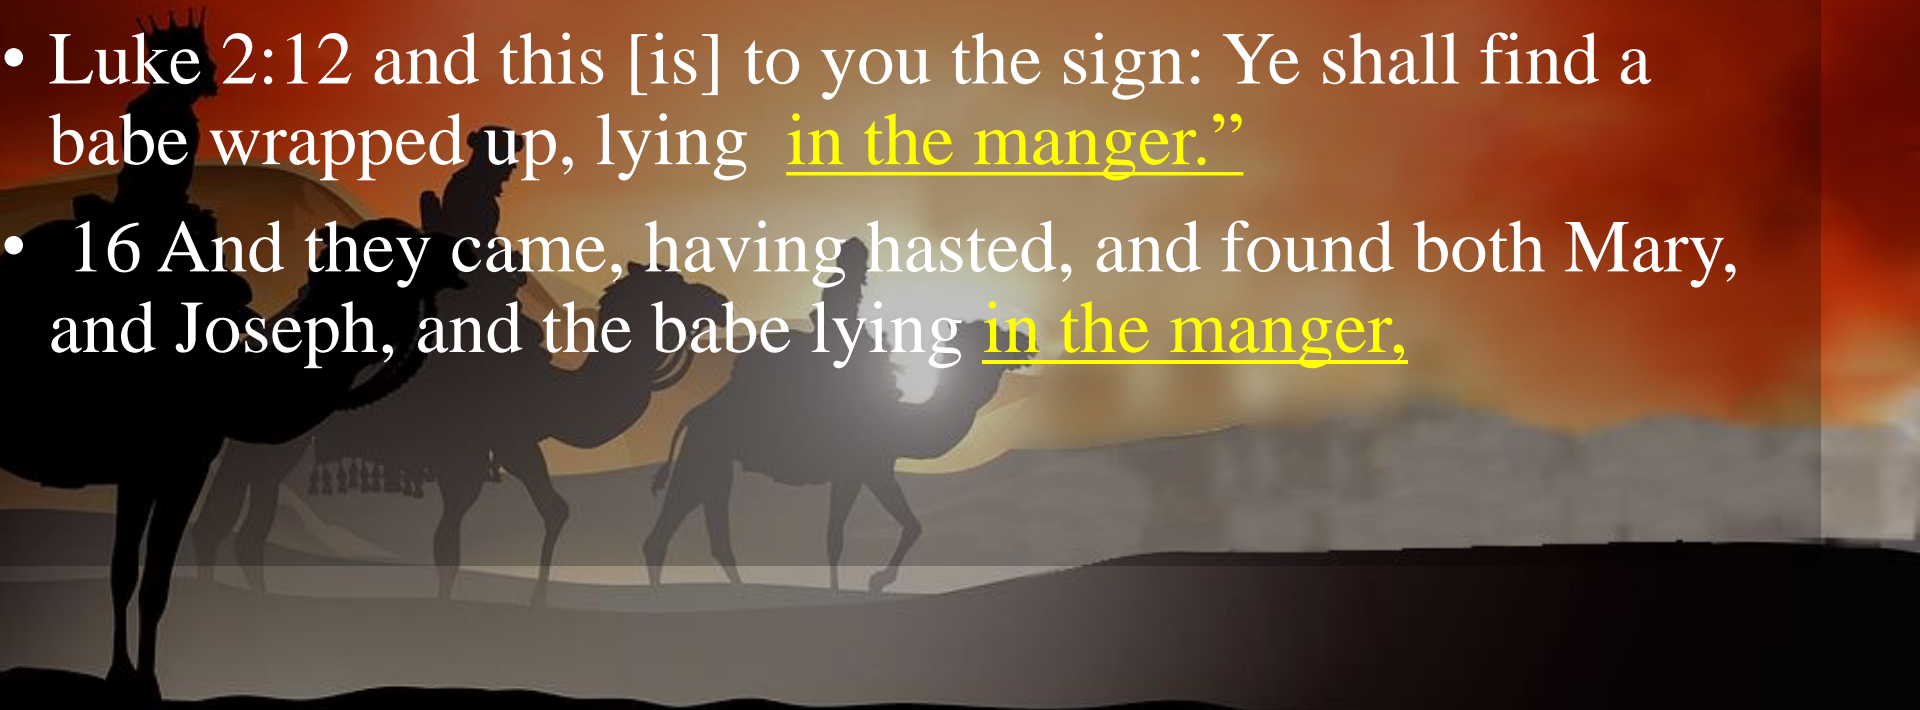 • Luke 2:12 and this [is] to you the sign: Ye shall find a
babe wrapped up, lying in the manger.”
• 16 And they came, having hasted, and found both Mary,
and Joseph, and the babe lying in the manger,